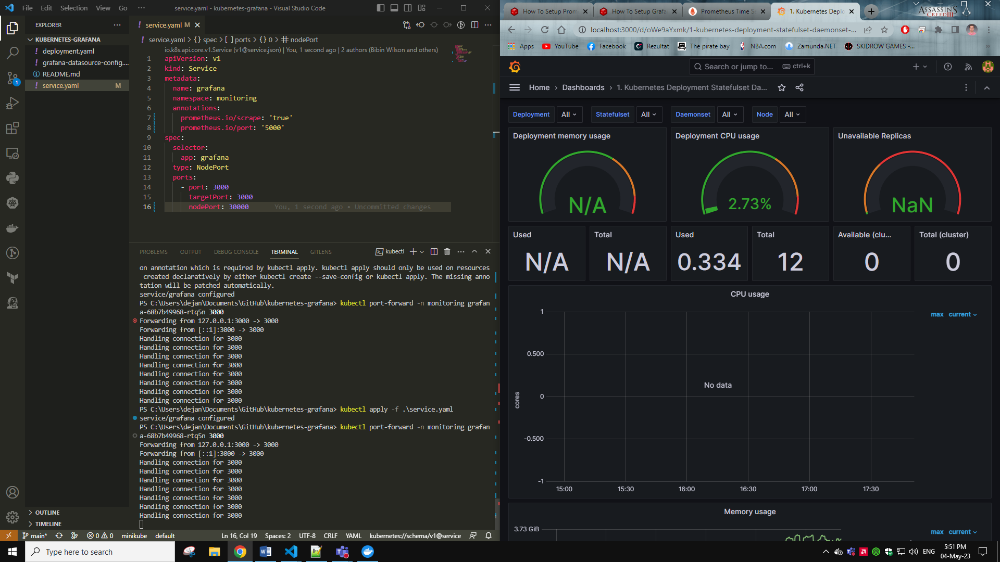 File Edit Selection View Go ··· service.yaml - kubernetes-grafana - Visual Studio Code
EXPLORER ···
KUBERNETES-GRAFANA
! deployment.yaml
! grafana-datasource-config....
README.md
! service.yaml M
1
! service.yaml M
! service.yaml > {} spec > [ ] ports > {} 0 > nodePort
io.k8s.api.core.v1.Service (v1@service.json) | You, 1 second ago | 2 authors (Bibin Wilson and others)
1 apiVersion: v1
2 kind: Service
3 metadata:
4 name: grafana
5 namespace: monitoring
6 annotations:
7 prometheus.io/scrape: 'true'
8 prometheus.io/port: '5000'
9 spec:
10 selector:
11 app: grafana
12 type: NodePort
13 ports:
14 - port: 3000
15 targetPort: 3000
16 nodePort: 30000 You, 1 second ago • Uncommitted changes
PROBLEMS OUTPUT DEBUG CONSOLE TERMINAL GITLENS kubectl
on annotation which is required by kubectl apply. kubectl apply should only be used on resources
created declaratively by either kubectl create --save-config or kubectl apply. The missing anno
tation will be patched automatically.
service/grafana configured
PS C:\Users\dejan\Documents\GitHub\kubernetes-grafana> kubectl port-forward -n monitoring grafan
a-68b7b49968-rtq5n 3000
Forwarding from 127.0.0.1:3000 -> 3000
Forwarding from [::1]:3000 -> 3000
Handling connection for 3000
Handling connection for 3000
Handling connection for 3000
Handling connection for 3000
Handling connection for 3000
Handling connection for 3000
Handling connection for 3000
Handling connection for 3000
PS C:\Users\dejan\Documents\GitHub\kubernetes-grafana> kubectl apply -f .\service.yaml
service/grafana configured
PS C:\Users\dejan\Documents\GitHub\kubernetes-grafana> kubectl port-forward -n monitoring grafan
a-68b7b49968-rtq5n 3000
Forwarding from 127.0.0.1:3000 -> 3000
Forwarding from [::1]:3000 -> 3000
Handling connection for 3000
Handling connection for 3000
Handling connection for 3000
Handling connection for 3000
Handling connection for 3000
Handling connection for 3000
Handling connection for 3000
OUTLINE
TIMELINE
main* 0 0 minikube default Ln 16, Col 19 Spaces: 2 UTF-8 CRLF YAML kubernetes://schema/v1@service
How To Setup Prom How To Setup Grafa Prometheus Time S 1. Kubernetes Depl
ASSASSINS CREED III
localhost:3000/d/oWe9aYxmk/1-kubernetes-deployment-statefulset-daemonset-...
Apps YouTube Facebook Rezultat The pirate bay NBA.com Zamunda.NET SKIDROW GAMES -... »
Search or jump to... ctrl+k
Home > Dashboards > 1. Kubernetes Deployment Statefulset Da...
Deployment All Statefulset All Daemonset All Node All
Deployment memory usage
N/A
Deployment CPU usage
2.73%
Unavailable Replicas
NaN
Used
N/A
Total
N/A
Used
0.334
Total
12
Available (clu...
0
Total (cluster)
0
CPU usage
1
max current
0.500
No data
0
cores
-0.500
-1
15:00 15:30 16:00 16:30 17:00 17:30
Memory usage
3.73 GiB
max current
Type here to search
ENG
5:51 PM
04-May-23